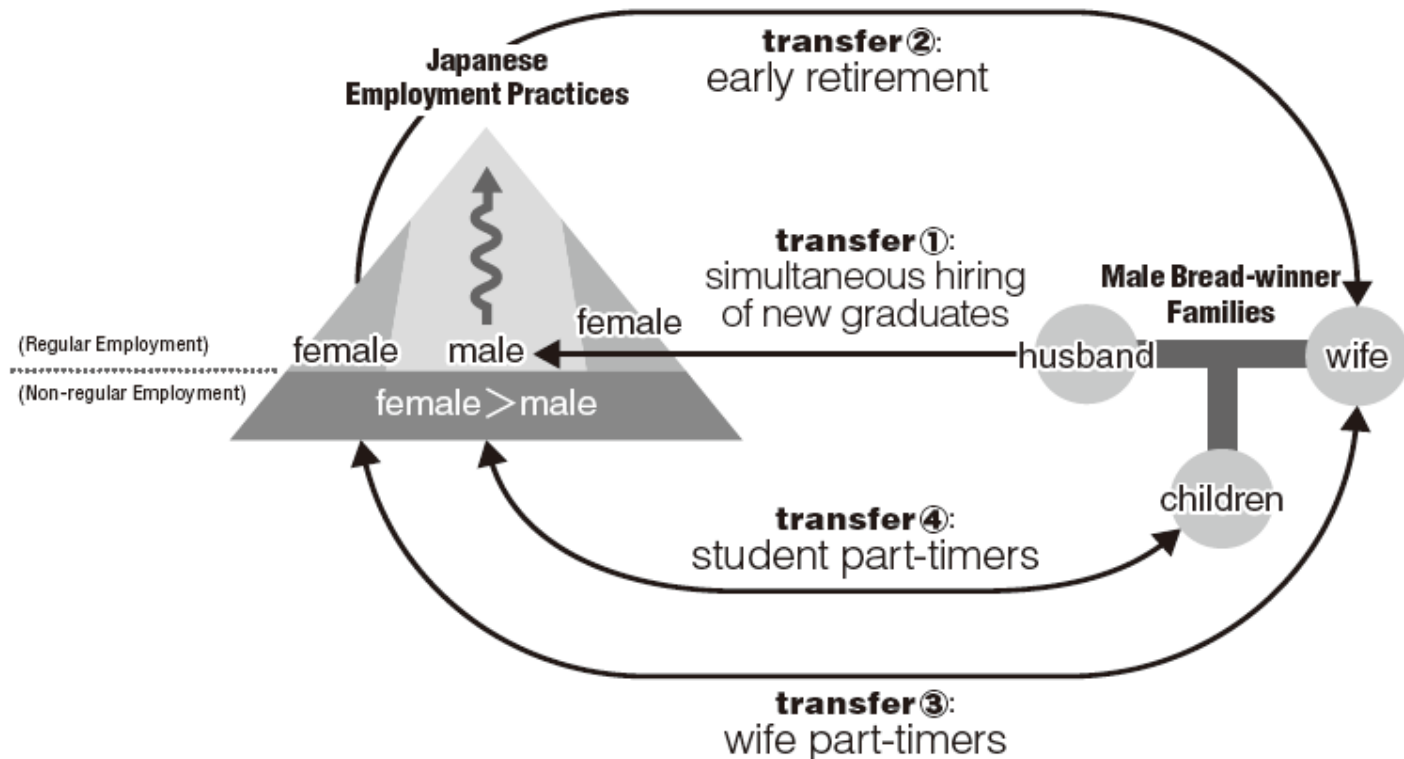 transfer②:
early retirement
Japanese
Employment Practices
transfer①:
simultaneous hiring
of new graduates
Male Bread-winner
Families
female
(Regular Employment)
female
male
husband
wife
(Non-regular Employment)
female>male
children
transfer④:
student part-timers
transfer③:
wife part-timers